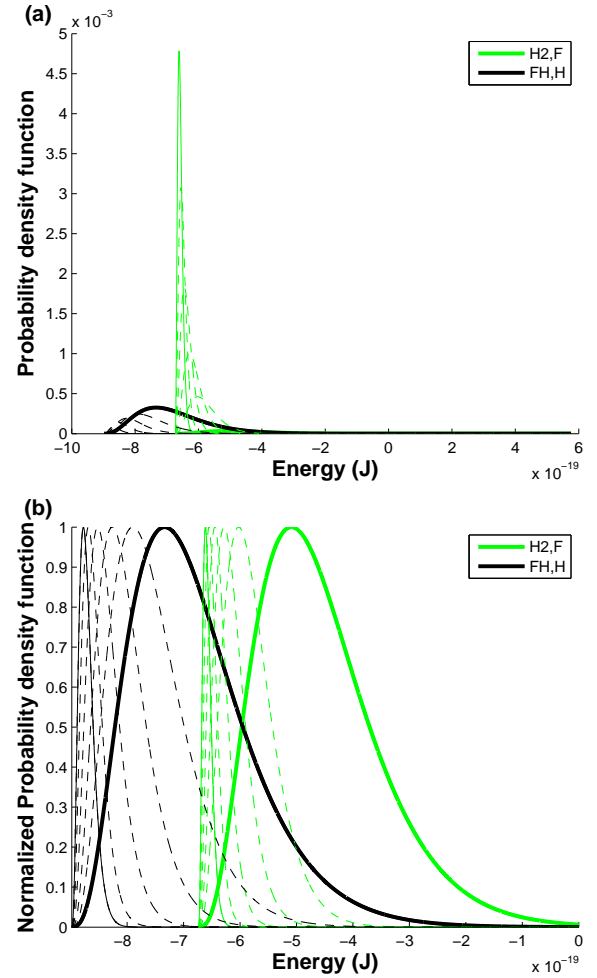 (a)
x 10⁻³
5
4.5
4
3.5
3
2.5
2
1.5
1
0.5
0
Probability density function
H2,F
FH,H
−10 −8 −6 −4 −2 0 2 4 6
Energy (J)
x 10⁻¹⁹
(b)
1
0.9
0.8
0.7
0.6
0.5
0.4
0.3
0.2
0.1
0
Normalized Probability density function
H2,F
FH,H
−8 −7 −6 −5 −4 −3 −2 −1 0
Energy (J)
x 10⁻¹⁹